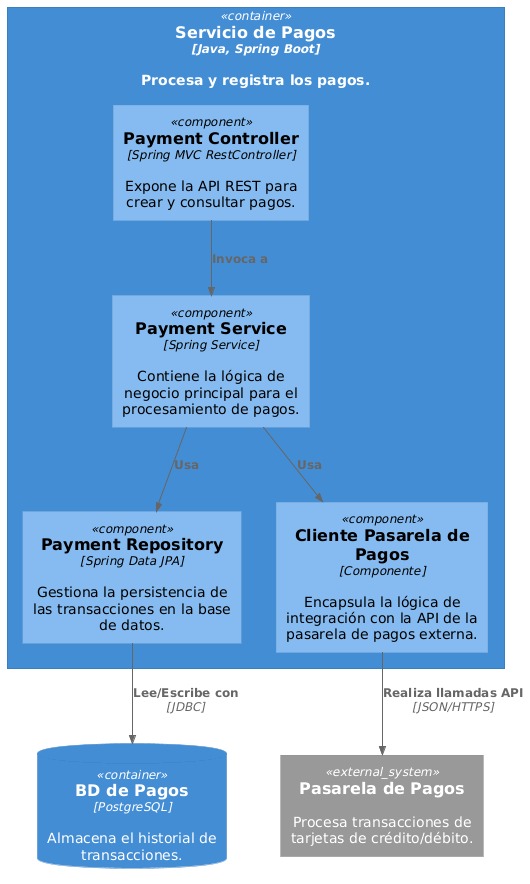 «container»
Servicio de Pagos
[Java, Spring Boot]
Procesa y registra los pagos.
«component»
Payment Controller
[Spring MVC RestController]
Expone la API REST para
crear y consultar pagos.
Invoca a
«component»
Payment Service
[Spring Service]
Contiene la lógica de
negocio principal para el
procesamiento de pagos.
Usa
Usa
«component»
Payment Repository
[Spring Data JPA]
Gestiona la persistencia de
las transacciones en la base
de datos.
«component»
Cliente Pasarela de
Pagos
[Componente]
Encapsula la lógica de
integración con la API de la
pasarela de pagos externa.
Lee/Escribe con
[JDBC]
Realiza llamadas API
[JSON/HTTPS]
«container»
BD de Pagos
[PostgreSQL]
Almacena el historial de
transacciones.
«external_system»
Pasarela de Pagos
Procesa transacciones de
tarjetas de crédito/débito.